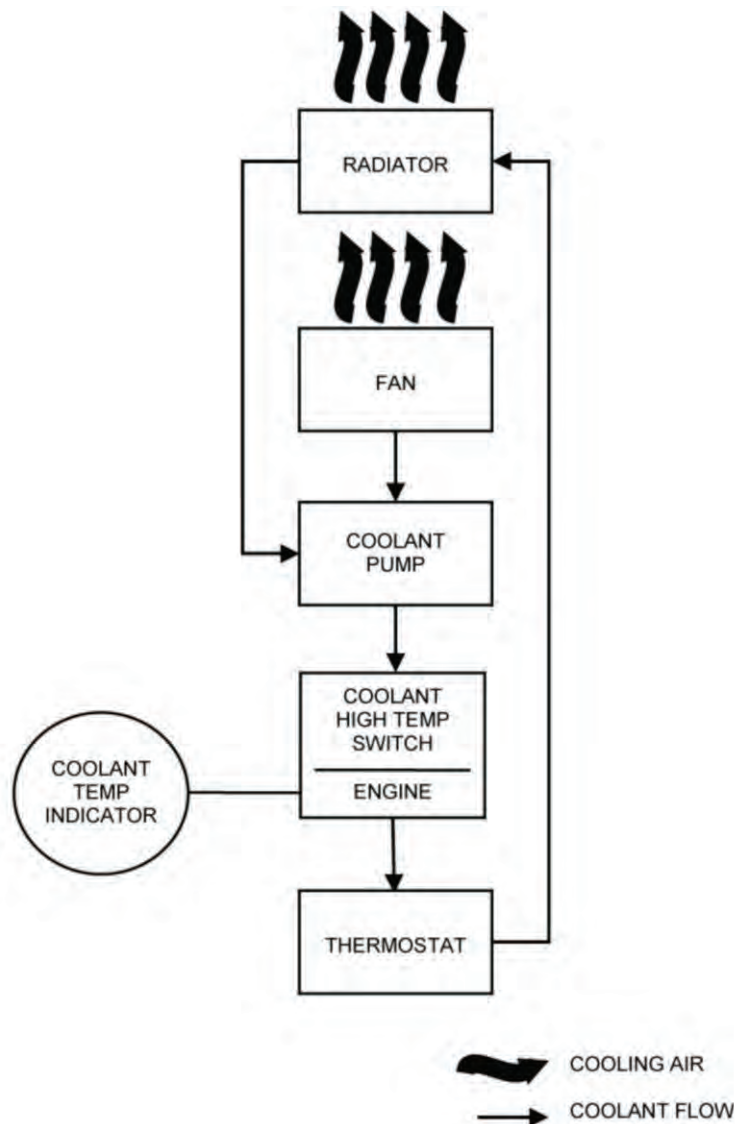 RADIATOR
FAN
COOLANT
PUMP
COOLANT
HIGH TEMP
SWITCH
ENGINE
COOLANT
TEMP
INDICATOR
THERMOSTAT
COOLING AIR
COOLANT FLOW